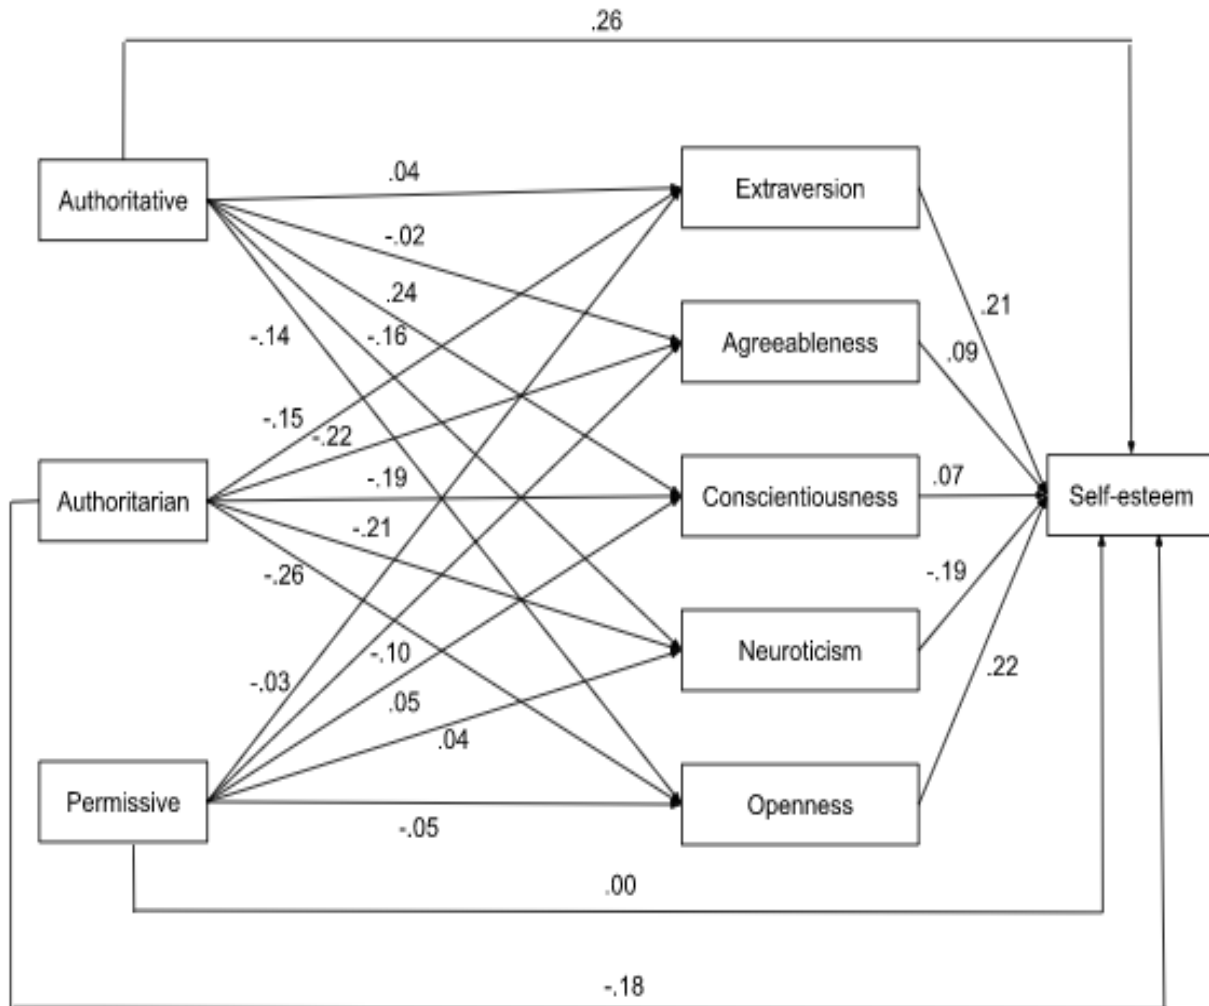 .26
Authoritative
.04
Extraversion
-.02
.24
-.14
-.16
.21
Agreeableness
.09
-.15
-.22
Authoritarian
-.19
Conscientiousness
.07
Self-esteem
-.21
-.26
-.19
-.10
Neuroticism
.22
-.03
.05
.04
Permissive
-.05
Openness
.00
-.18